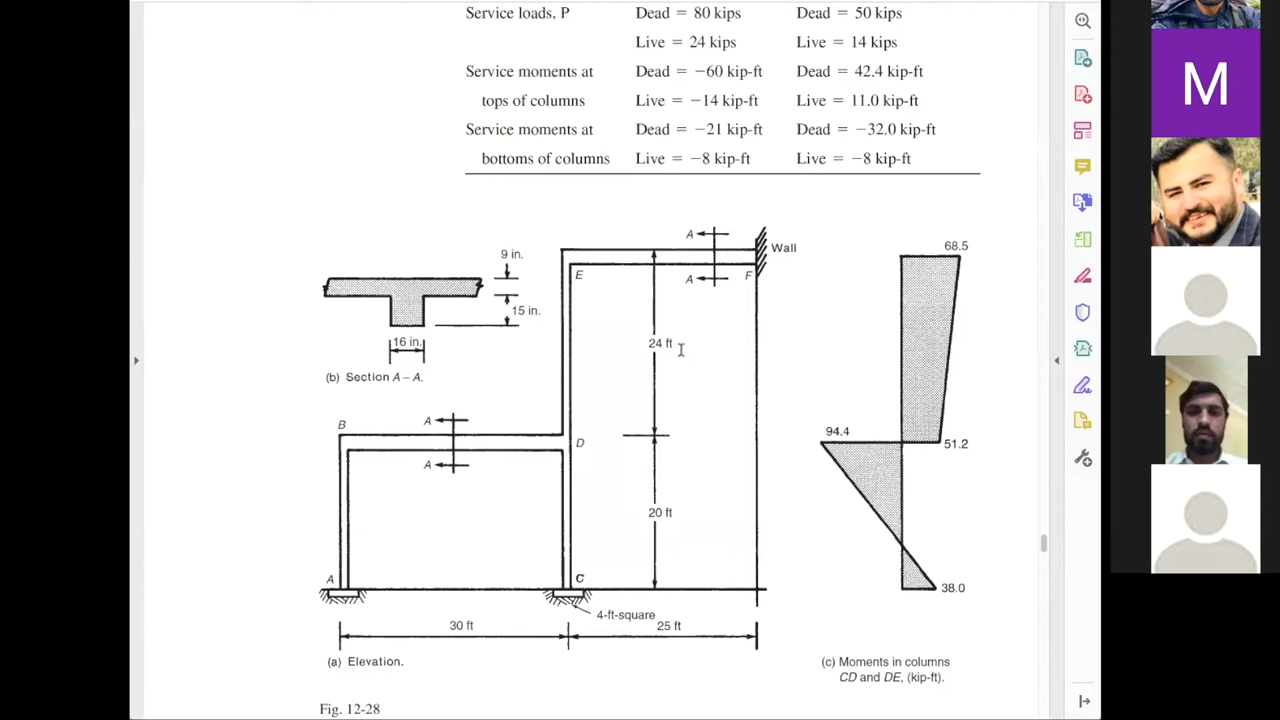 Service loads, P Dead = 80 kips Dead = 50 kips
Live = 24 kips Live = 14 kips
Service moments at Dead = −60 kip-ft Dead = 42.4 kip-ft
tops of columns Live = −14 kip-ft Live = 11.0 kip-ft
Service moments at Dead = −21 kip-ft Dead = −32.0 kip-ft
bottoms of columns Live = −8 kip-ft Live = −8 kip-ft
A
Wall
68.5
9 in.
E
A
F
15 in.
16 in.
24 ft
(b) Section A – A.
B
A
94.4
D
51.2
A
20 ft
A
C
38.0
4-ft-square
30 ft
25 ft
(a) Elevation.
(c) Moments in columns
CD and DE, (kip-ft).
Fig. 12-28
M